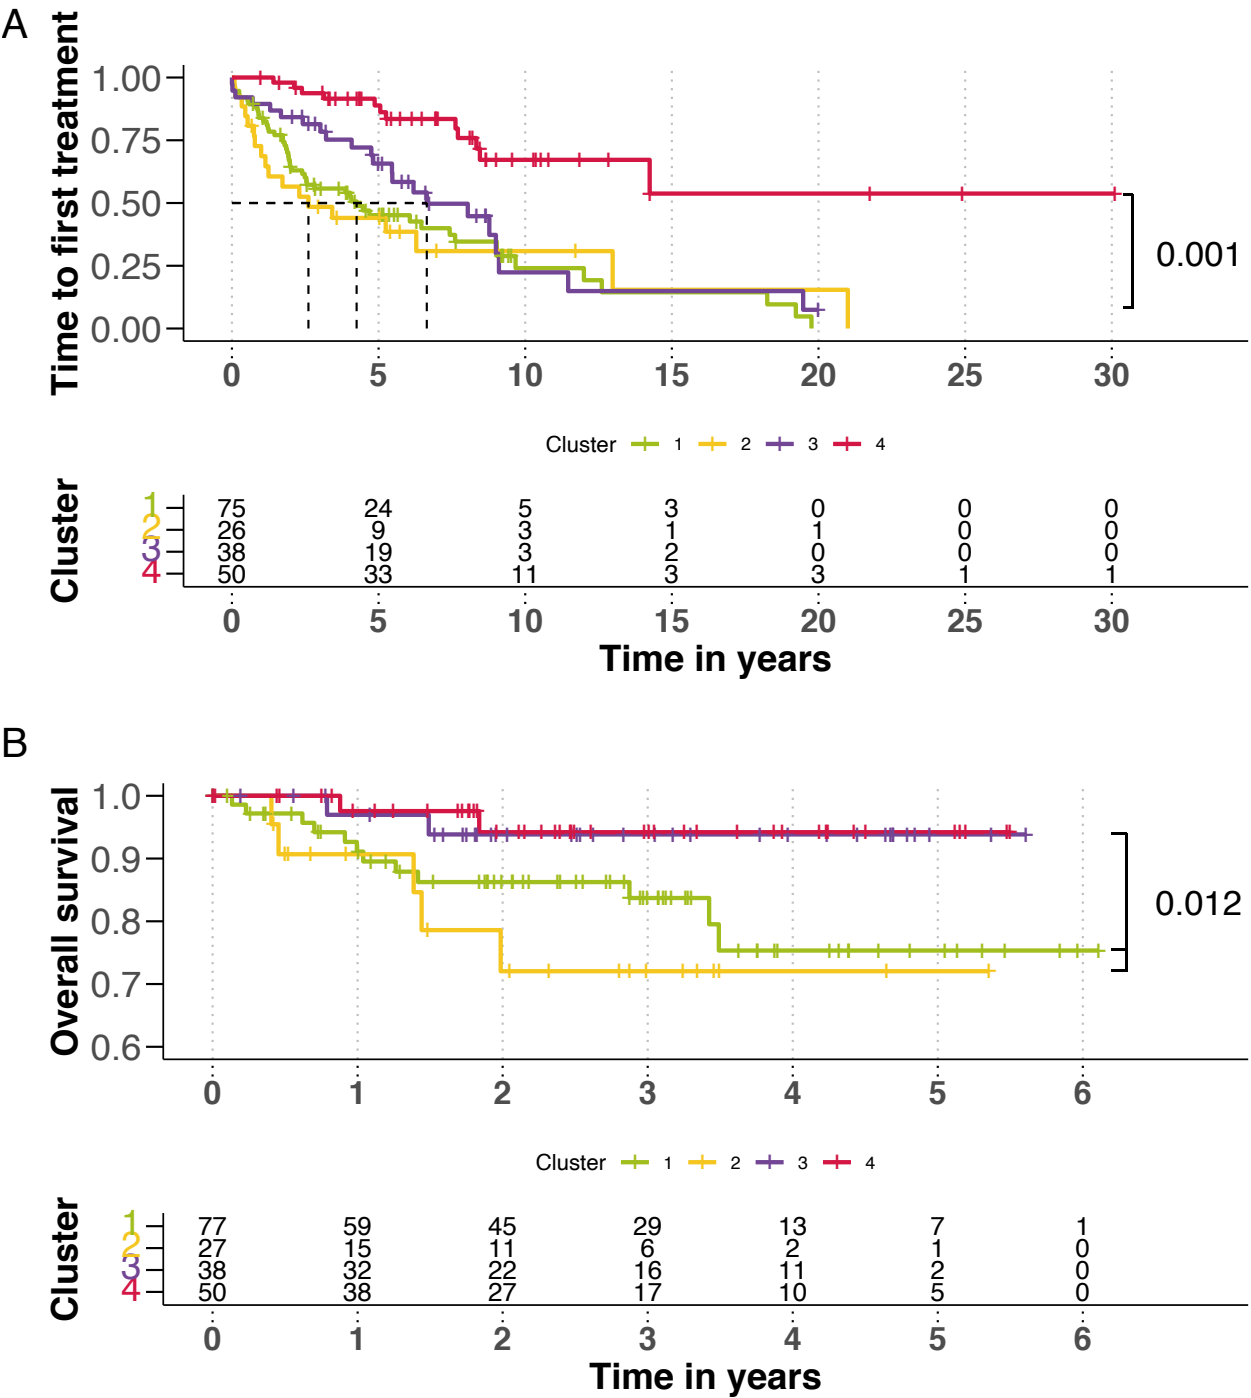 A
Time to first treatment
1.00
0.75
0.50
0.25
0.00
0.001
0 5 10 15 20 25 30
Cluster 1 2 3 4
Cluster
1 75 24 5 3 0 0 0
2 26 9 3 1 1 0 0
3 38 19 3 2 0 0 0
4 50 33 11 3 3 1 1
0 5 10 15 20 25 30
Time in years
B
Overall survival
1.0
0.9
0.8
0.7
0.6
0.012
0 1 2 3 4 5 6
Cluster 1 2 3 4
Cluster
1 77 59 45 29 13 7 1
2 27 15 11 6 2 1 0
3 38 32 22 16 11 2 0
4 50 38 27 17 10 5 0
0 1 2 3 4 5 6
Time in years